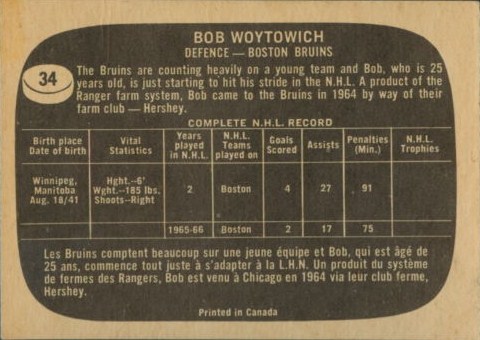 BOB WOYTOWICH
DEFENCE — BOSTON BRUINS
34
The Bruins are counting heavily on a young team and Bob, who is 25
years old, is just starting to hit his stride in the N.H.L. A product of the
Ranger farm system, Bob came to the Bruins in 1964 by way of their
farm club — Hershey.
COMPLETE N.H.L. RECORD
Birth place Date of birth | Vital Statistics | Years played in N.H.L. | N.H.L. Teams played on | Goals Scored | Assists | Penalties (Min.) | N.H.L. Trophies
Winnipeg, Manitoba Aug. 18/41 | Hght.--6' Wght.--185 lbs. Shoots--Right | 2 | Boston | 4 | 27 | 91
1965-66 | Boston | 2 | 17 | 75
Les Bruins comptent beaucoup sur une jeune équipe et Bob, qui est âgé de
25 ans, commence tout juste à s'adapter à la L.H.N. Un produit du système
de fermes des Rangers, Bob est venu à Chicago en 1964 via leur club ferme,
Hershey.
Printed in Canada